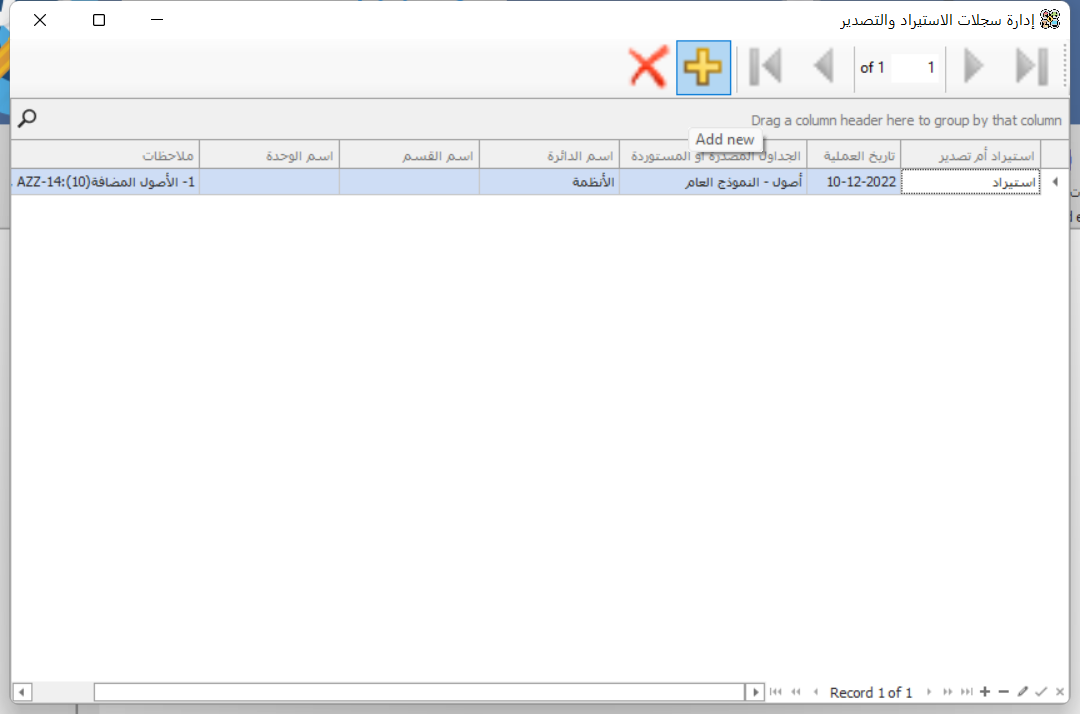 إدارة سجلات الاستيراد والتصدير
of 1 1
Drag a column header here to group by that column
Add new
استيراد أم تصدير تاريخ العملية الجداول المصدرة أو المستوردة اسم الدائرة اسم القسم اسم الوحدة ملاحظات
استيراد 10-12-2022 أصول - النموذج العام الأنظمة 1- الأصول المضافة(10):AZZ-14
Record 1 of 1